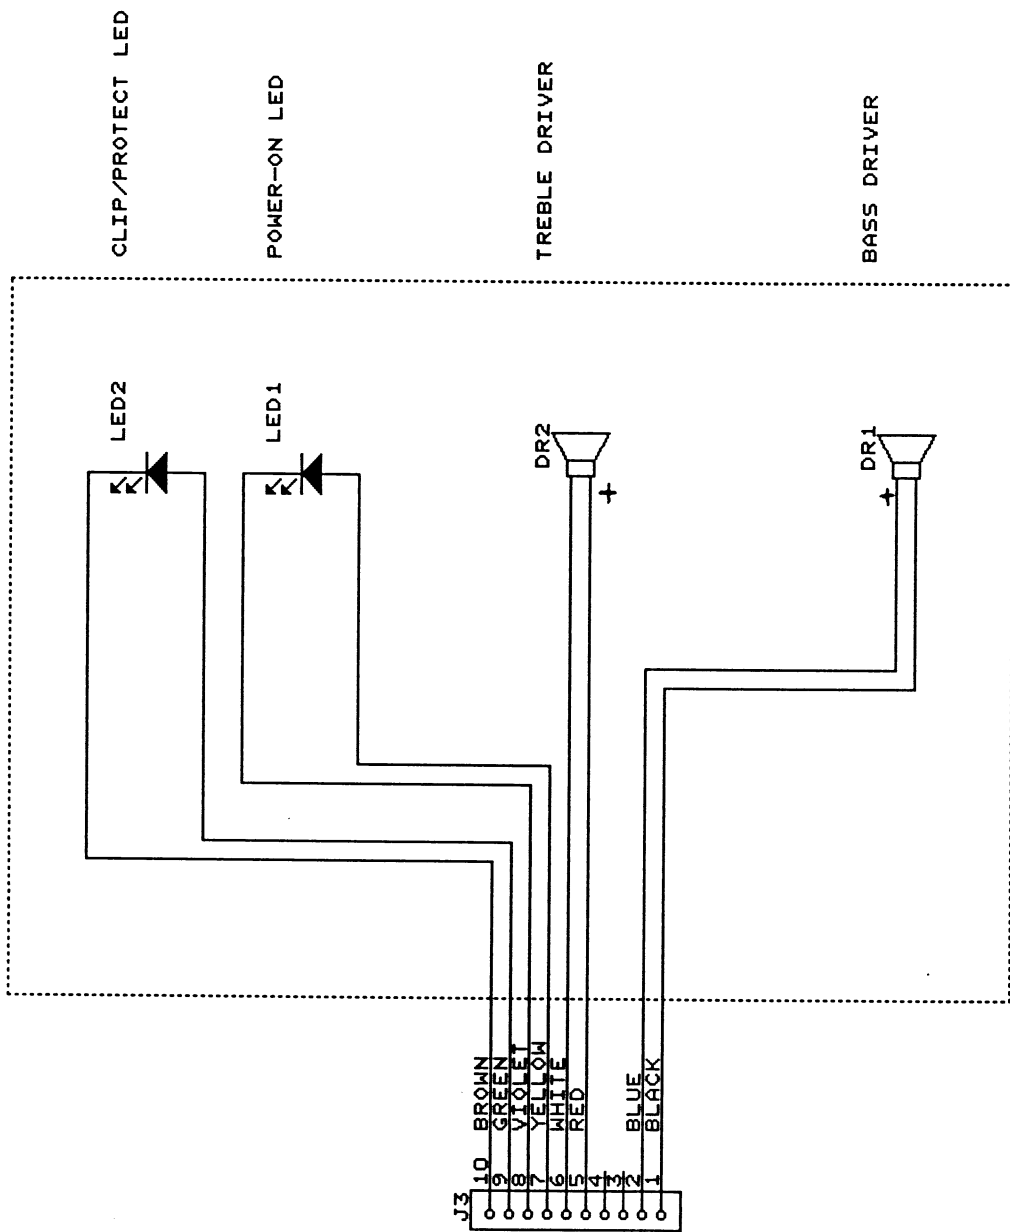 CLIP/PROTECT LED
POWER-ON LED
TREBLE DRIVER
BASS DRIVER
LED2
LED1
DR2
+
DR1
+
J3
10 BROWN
9 GREEN
8 VIOLET
7 YELLOW
6 WHITE
5 RED
4
3
2 BLUE
1 BLACK